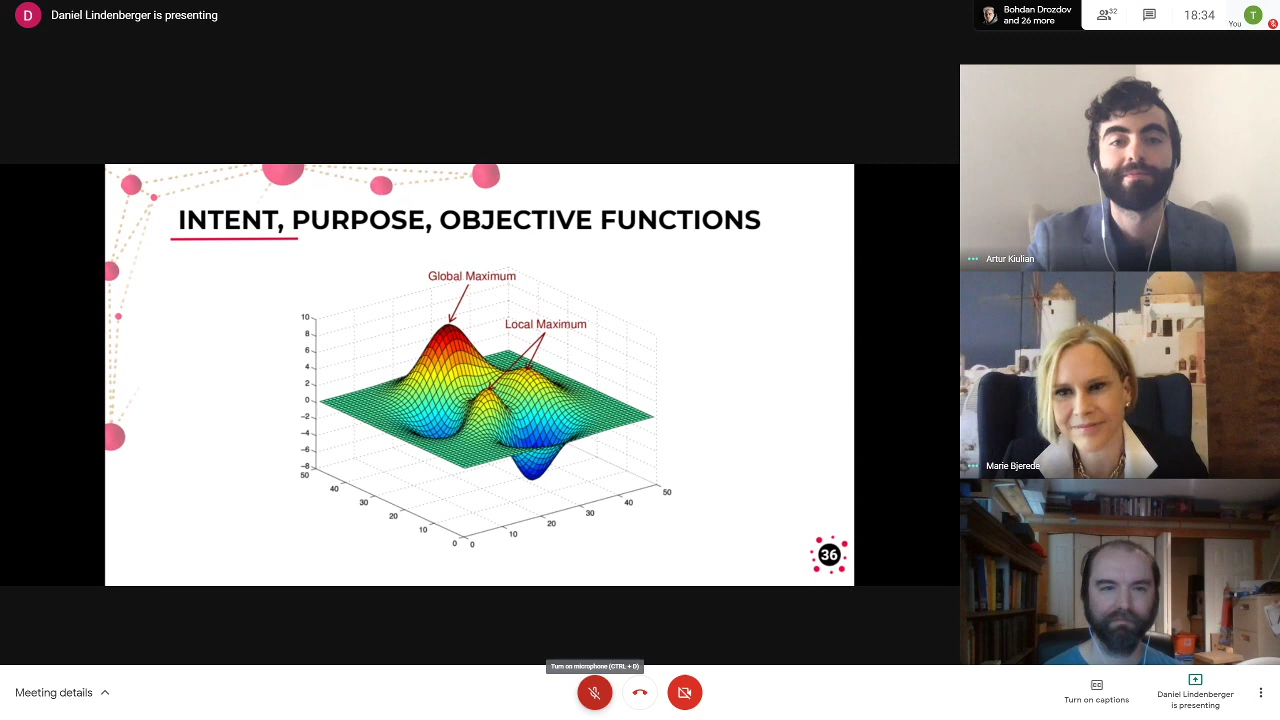 D
Daniel Lindenberger is presenting
Bohdan Drozdov
and 26 more
32
18:34
You
T
INTENT, PURPOSE, OBJECTIVE FUNCTIONS
Global Maximum
Local Maximum
10
8
6
4
2
0
−2
−4
−6
−8
50
40
30
20
10
0
0
10
20
30
40
50
36
Artur Kiulian
Marie Bjerede
Turn on microphone (CTRL + D)
Meeting details
CC
Turn on captions
Daniel Lindenberger
is presenting